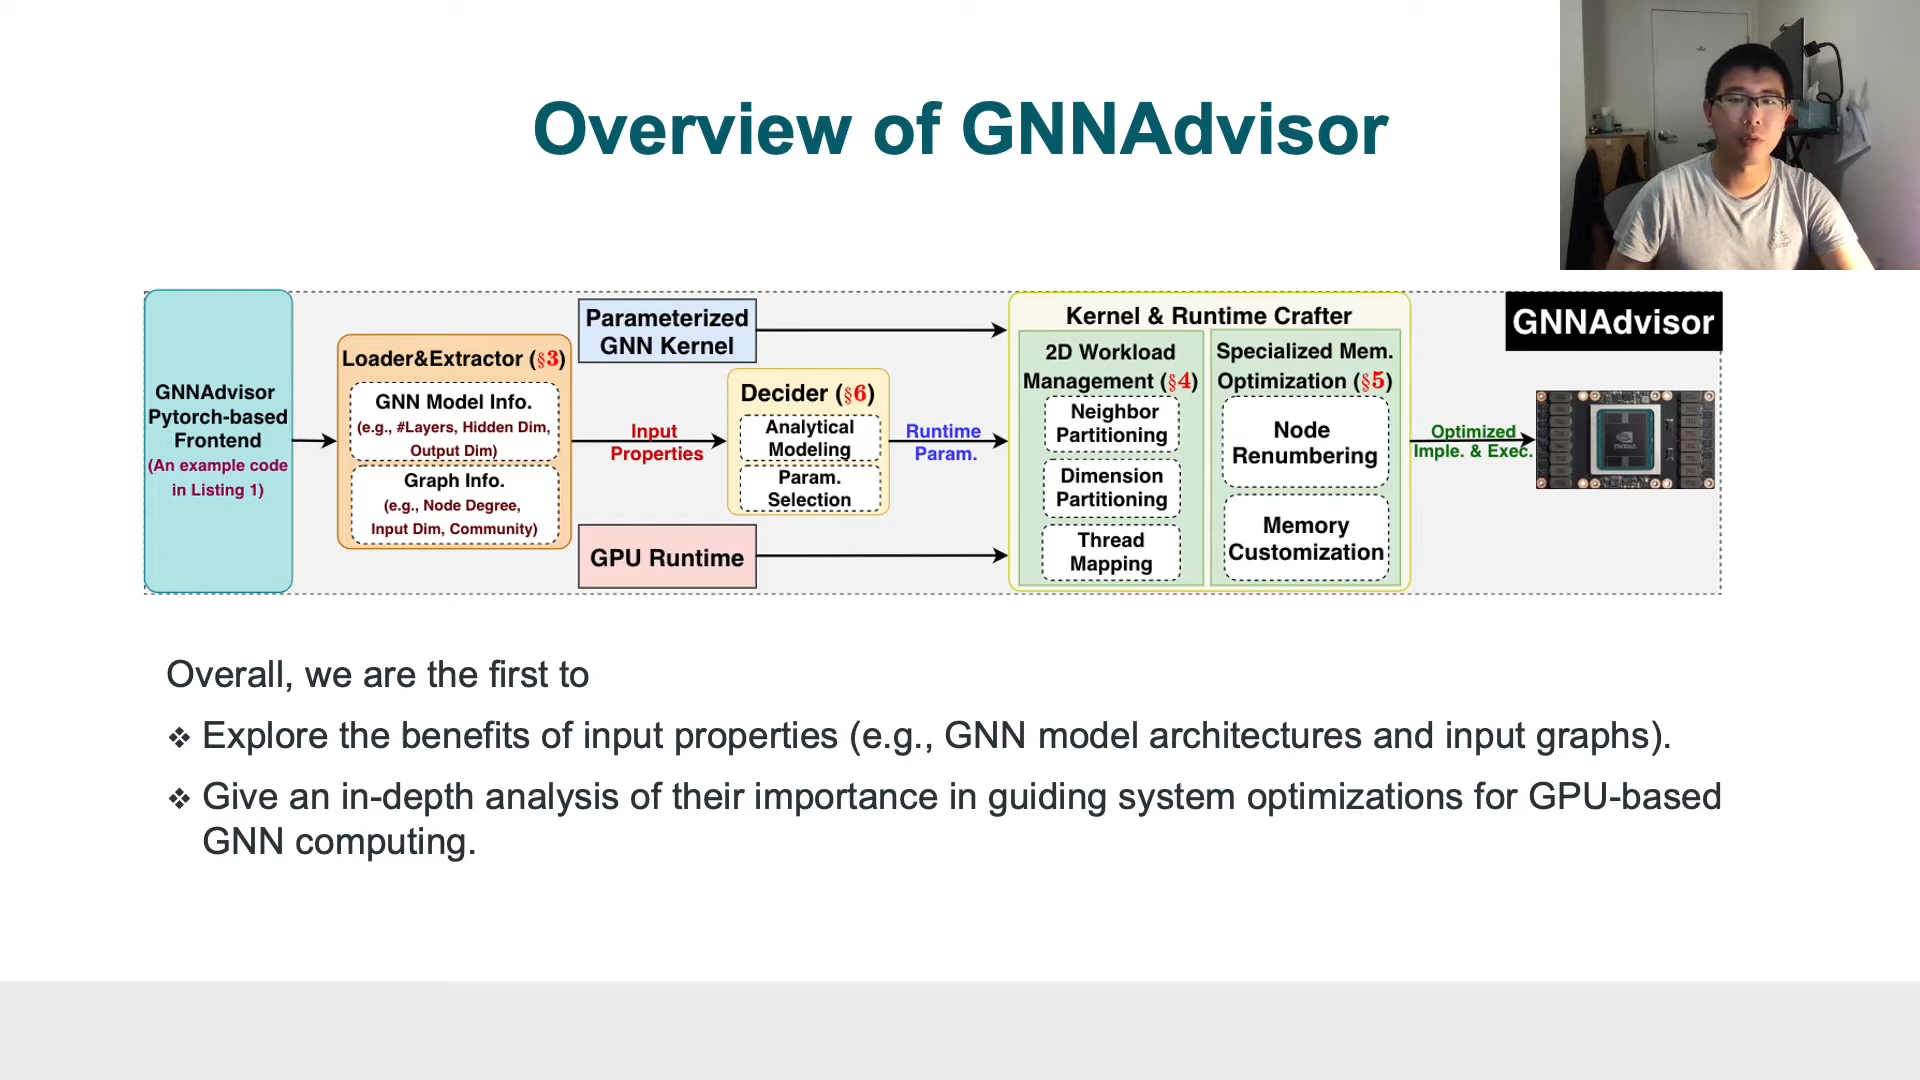 Overview of GNNAdvisor
GNNAdvisor
Pytorch-based
Frontend
(An example code
in Listing 1)
Loader&Extractor (§3)
GNN Model Info.
(e.g., #Layers, Hidden Dim,
Output Dim)
Graph Info.
(e.g., Node Degree,
Input Dim, Community)
Parameterized
GNN Kernel
Input
Properties
GPU Runtime
Decider (§6)
Analytical
Modeling
Param.
Selection
Runtime
Param.
Kernel & Runtime Crafter
2D Workload
Management (§4)
Neighbor
Partitioning
Dimension
Partitioning
Thread
Mapping
Specialized Mem.
Optimization (§5)
Node
Renumbering
Memory
Customization
Optimized
Imple. & Exec.
GNNAdvisor
NVIDIA
Overall, we are the first to
❖ Explore the benefits of input properties (e.g., GNN model architectures and input graphs).
❖ Give an in-depth analysis of their importance in guiding system optimizations for GPU-based
GNN computing.